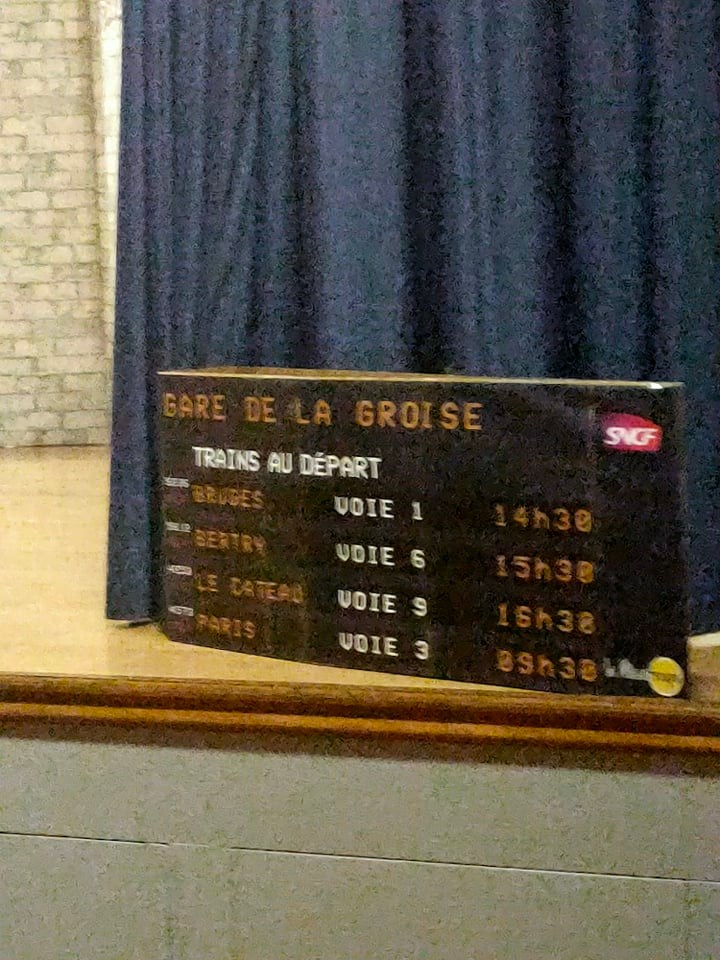 GARE DE LA GROISE
SNCF
TRAINS AU DÉPART
BRUGES VOIE 1 14h30
BERTRY VOIE 6 15h30
LE CATEAU VOIE 9 16h30
PARIS VOIE 3 09h30